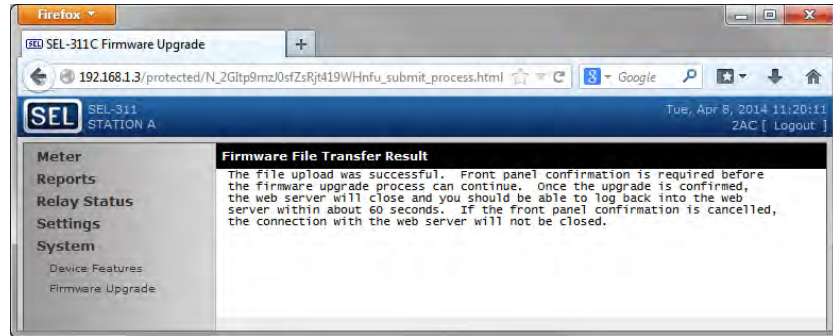 Firefox
SEL SEL-311C Firmware Upgrade
192.168.1.3/protected/N_2GItp9mzJ0sfZsRjt419WHnfu_submit_process.html
8 Google
SEL
SEL-311
STATION A
Tue, Apr 8, 2014 11:20:11
2AC [ Logout ]
Meter
Reports
Relay Status
Settings
System
Device Features
Firmware Upgrade
Firmware File Transfer Result
The file upload was successful. Front panel confirmation is required before
the firmware upgrade process can continue. Once the upgrade is confirmed,
the web server will close and you should be able to log back into the web
server within about 60 seconds. If the front panel confirmation is cancelled,
the connection with the web server will not be closed.